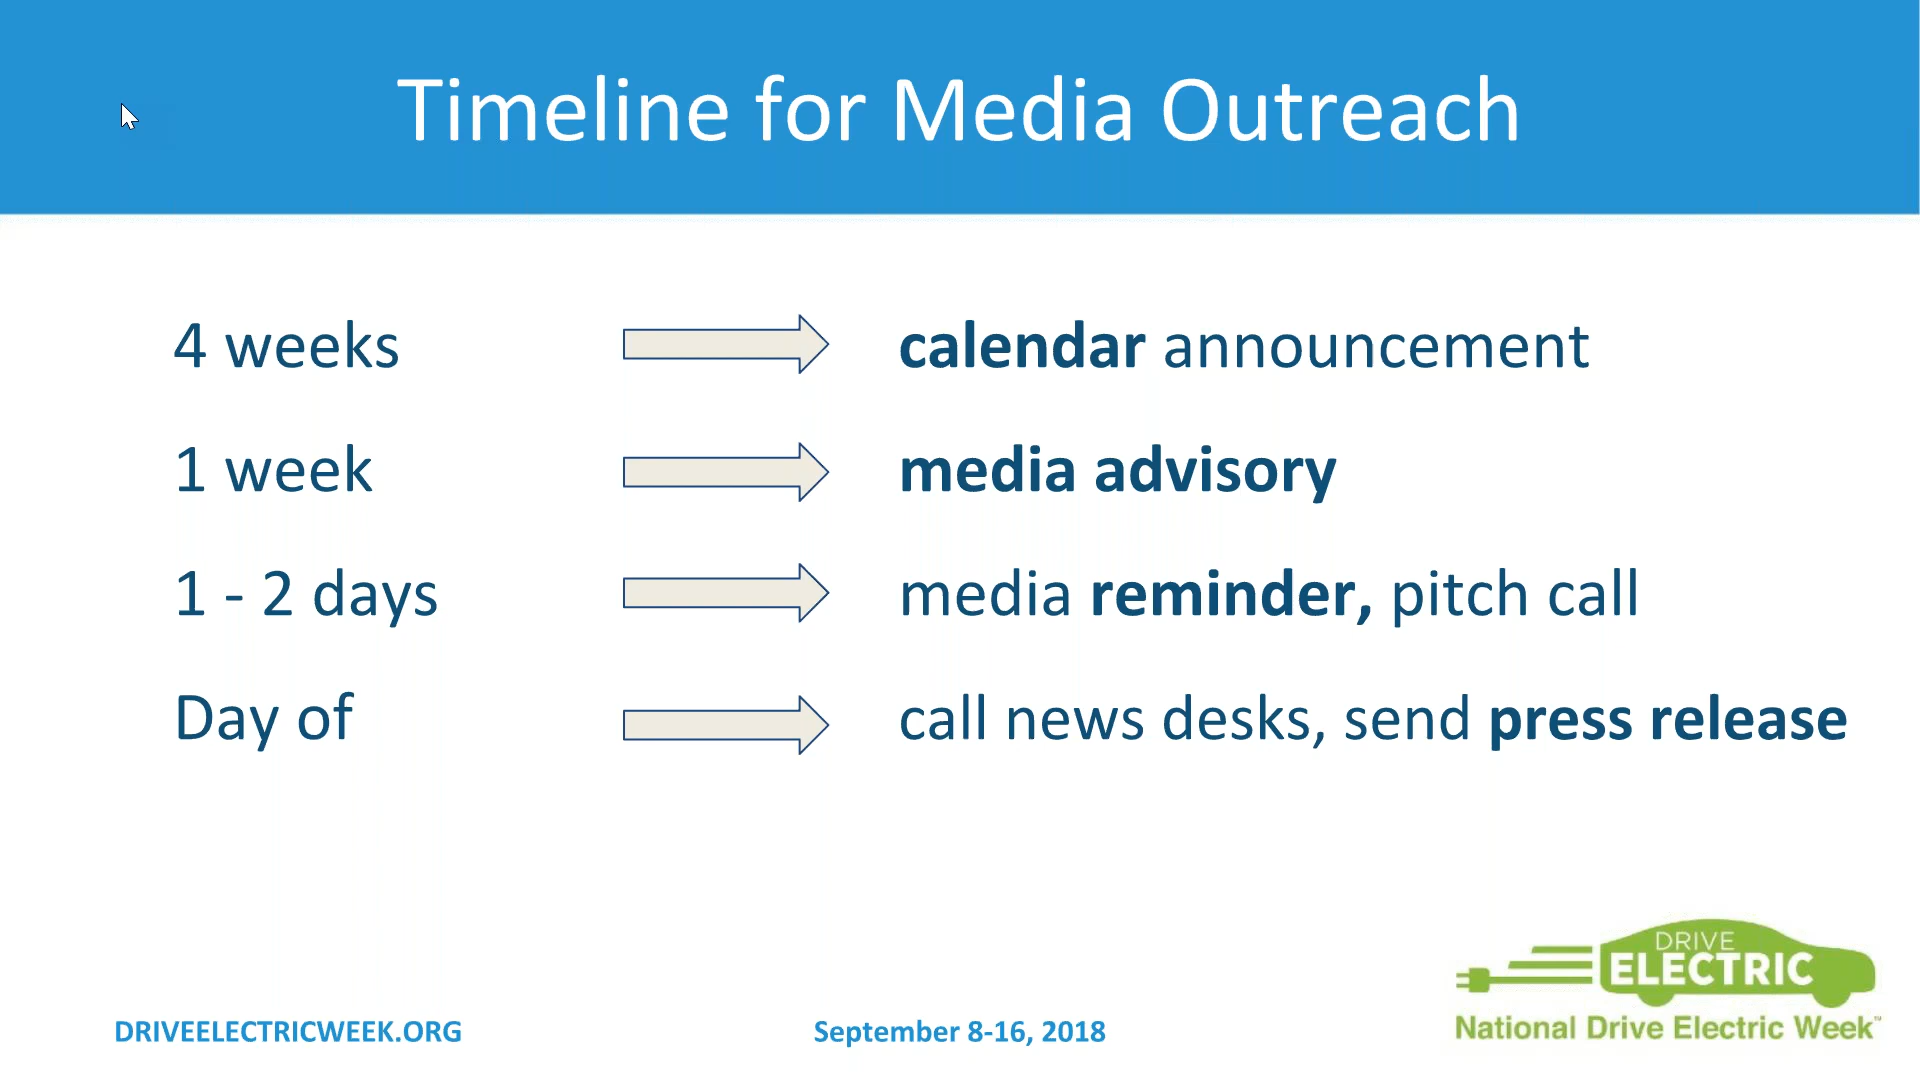 Timeline for Media Outreach
4 weeks
calendar announcement
1 week
media advisory
1 - 2 days
media reminder, pitch call
Day of
call news desks, send press release
DRIVE
ELECTRIC
National Drive Electric Week™
DRIVEELECTRICWEEK.ORG
September 8-16, 2018